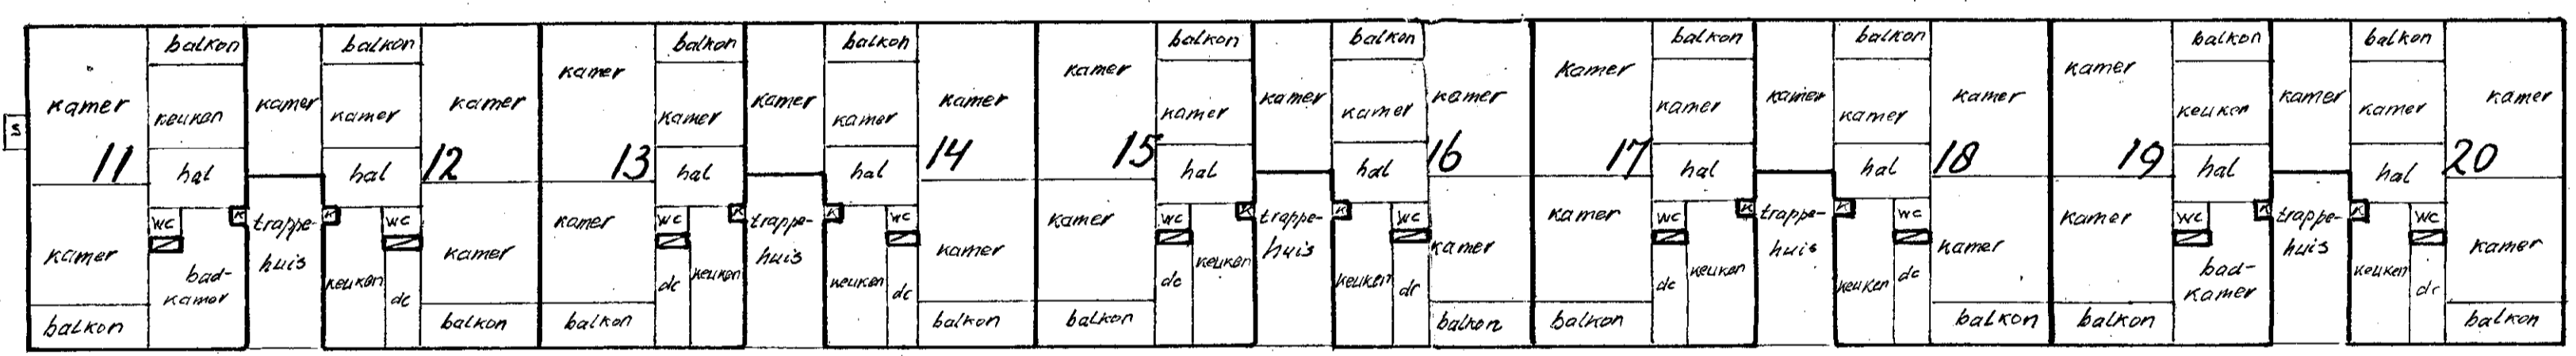 balkon balkon balkon balkon balkon balkon balkon balkon balkon balkon
kamer kamer kamer kamer kamer kamer kamer kamer kamer kamer kamer kamer kamer kamer kamer
keuken kamer kamer kamer kamer kamer kamer kamer keuken kamer
11 12 13 14 15 16 17 18 19 20
hal hal hal hal hal hal hal hal hal hal
wc wc wc wc wc wc wc wc wc wc
K K K K K K K K K K
trappe- trappe- trappe- trappe- trappe-
huis huis huis huis huis
kamer kamer kamer kamer kamer kamer kamer kamer kamer kamer
bad- bad-
kamer kamer
keuken keuken keuken keuken keuken keuken keuken keuken
dc dc dc dc dc dc dc dc
balkon balkon balkon balkon balkon balkon balkon balkon balkon balkon